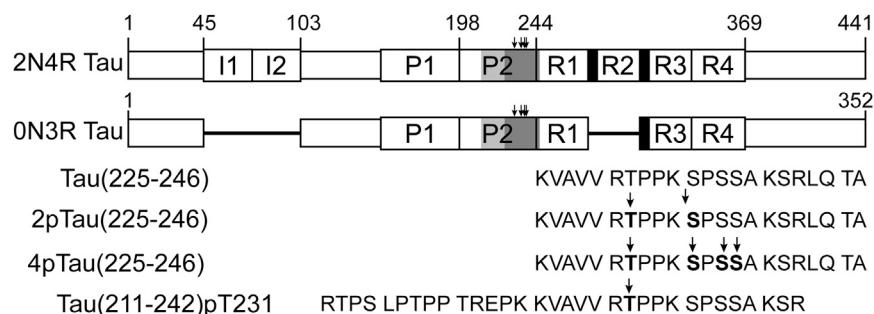 1 45 103 198 244 369 441
2N4R Tau I1 I2 P1 P2 R1 R2 R3 R4
1 352
0N3R Tau P1 P2 R1 R3 R4
Tau(225-246) KVAVV RTPPK SPSSA KSRLQ TA
2pTau(225-246) KVAVV RTPPK SPSSA KSRLQ TA
4pTau(225-246) KVAVV RTPPK SPSSA KSRLQ TA
Tau(211-242)pT231 RTPS LPTPP TREPK KVAVV RTPPK SPSSA KSR